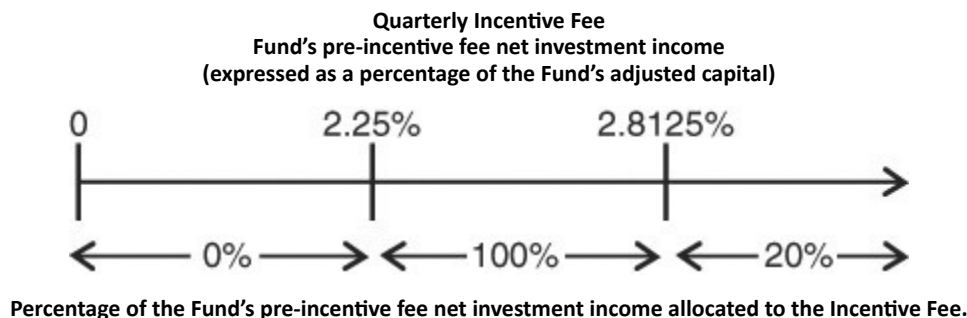 Quarterly Incentive Fee
Fund's pre-incentive fee net investment income
(expressed as a percentage of the Fund's adjusted capital)
0 2.25% 2.8125%
0% 100% 20%
Percentage of the Fund's pre-incentive fee net investment income allocated to the Incentive Fee.